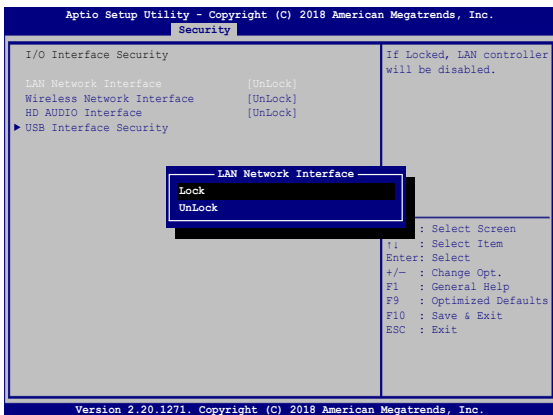 Aptio Setup Utility - Copyright (C) 2018 American Megatrends, Inc.
Security
I/O Interface Security
LAN Network Interface [UnLock]
Wireless Network Interface [UnLock]
HD AUDIO Interface [UnLock]
USB Interface Security
If Locked, LAN controller
will be disabled.
LAN Network Interface
Lock
UnLock
: Select Screen
↑↓ : Select Item
Enter: Select
+/— : Change Opt.
F1 : General Help
F9 : Optimized Defaults
F10 : Save & Exit
ESC : Exit
Version 2.20.1271. Copyright (C) 2018 American Megatrends, Inc.